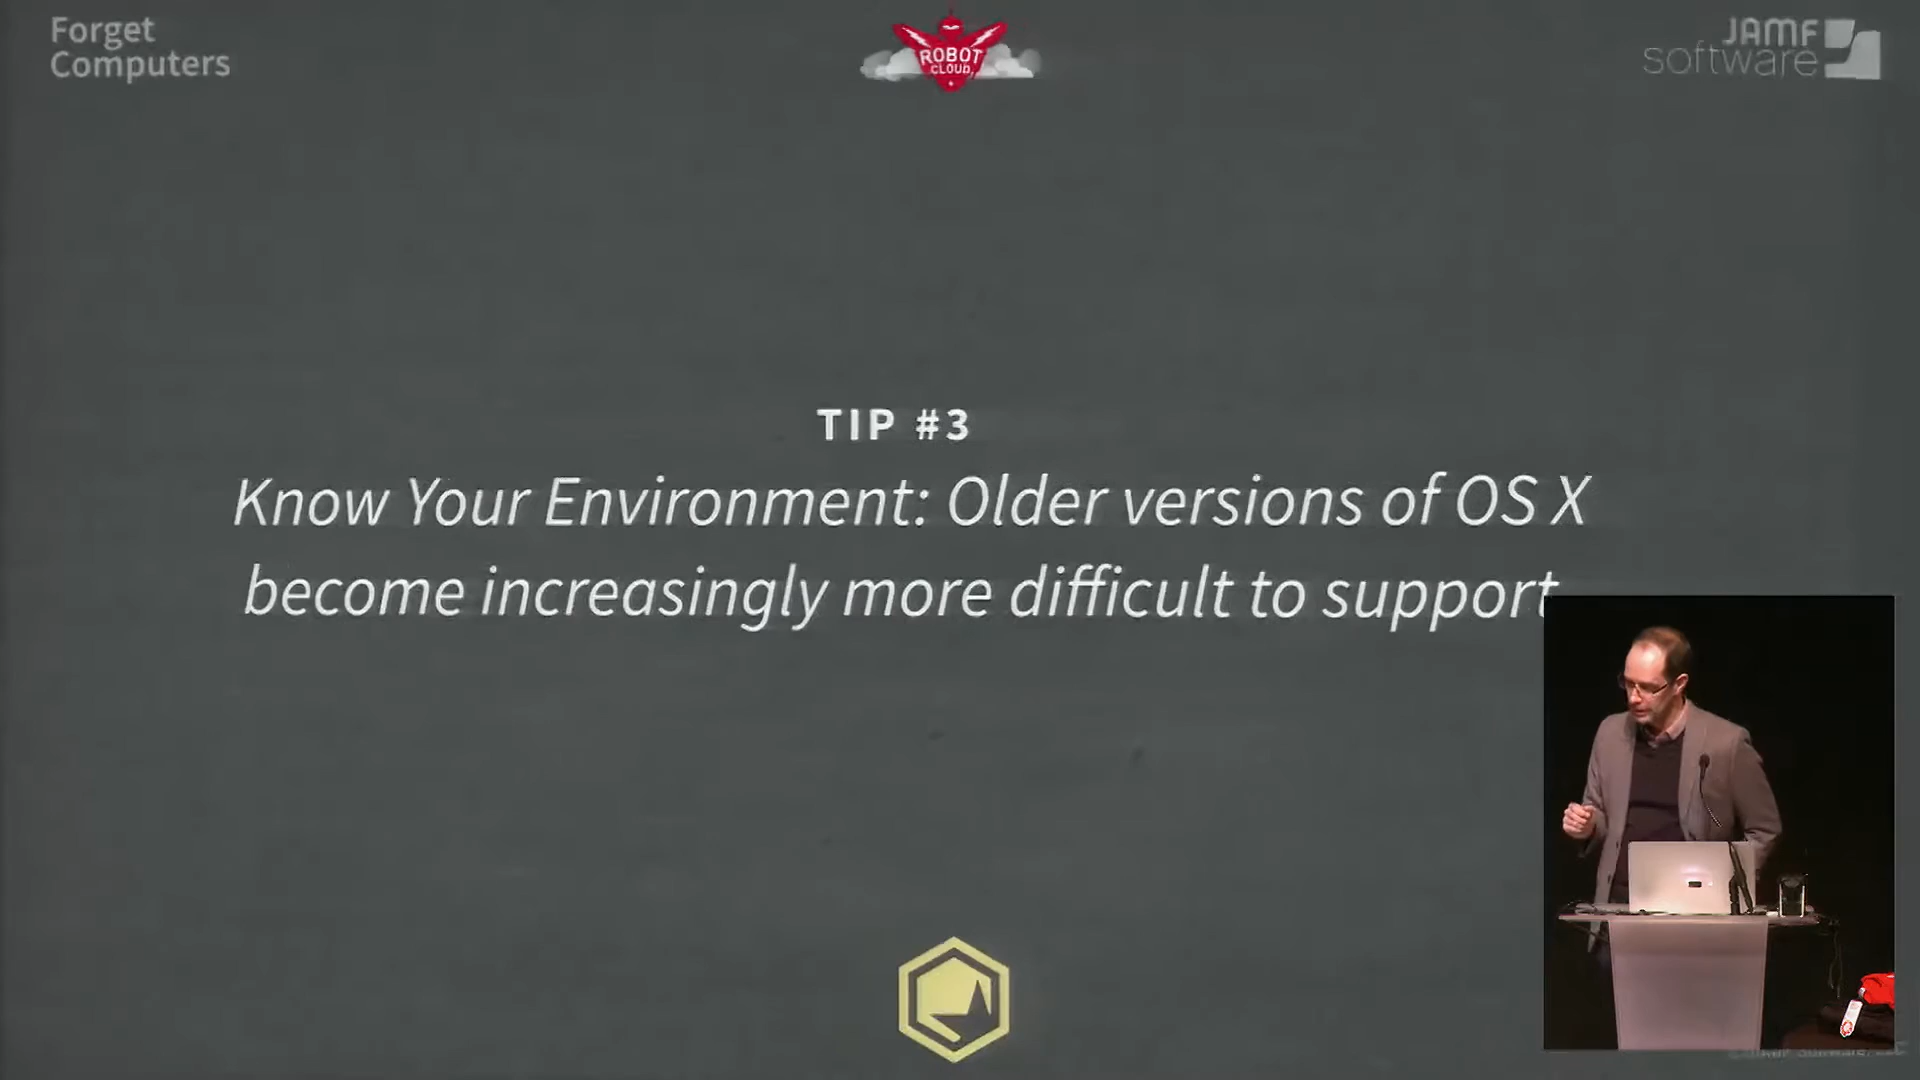 Forget
Computers
ROBOT
CLOUD
JAMF
software
TIP #3
Know Your Environment: Older versions of OS X
become increasingly more difficult to support